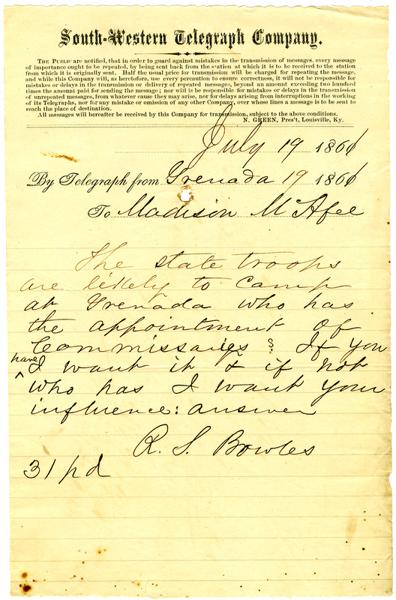 South-Western Telegraph Company.
THE PUBLIC are notified, that in order to guard against mistakes in the transmission of messages, every message
of importance ought to be repeated, by being sent back from the station at which it is to be received to the station
from which it is originally sent. Half the usual price for transmission will be charged for repeating the message,
and while this Company will, as heretofore, use every precaution to ensure correctness, it will not be responsible for
mistakes or delays in the transmission or delivery of repeated messages, beyond an amount exceeding two hundred
times the amount paid for sending the message; nor will it be responsible for mistakes or delays in the transmission
of unrepeated messages, from whatever cause they may arise, nor for delays arising from interruptions in the working
of its Telegraphs, nor for any mistake or omission of any other Company, over whose lines a message is to be sent to
reach the place of destination.
All messages will hereafter be received by this Company for transmission, subject to the above conditions.
N. GREEN, Pres't, Louisville, Ky.
July 19 1861
By Telegraph from Grenada 19 1861
To Madison McAfee
The state troops
are likely to camp
at Grenada who has
the appointment of
Commissaries? If you
have
^ I want it & if not
who has I want your
influence: answer
R. S. Bowles
31 pd